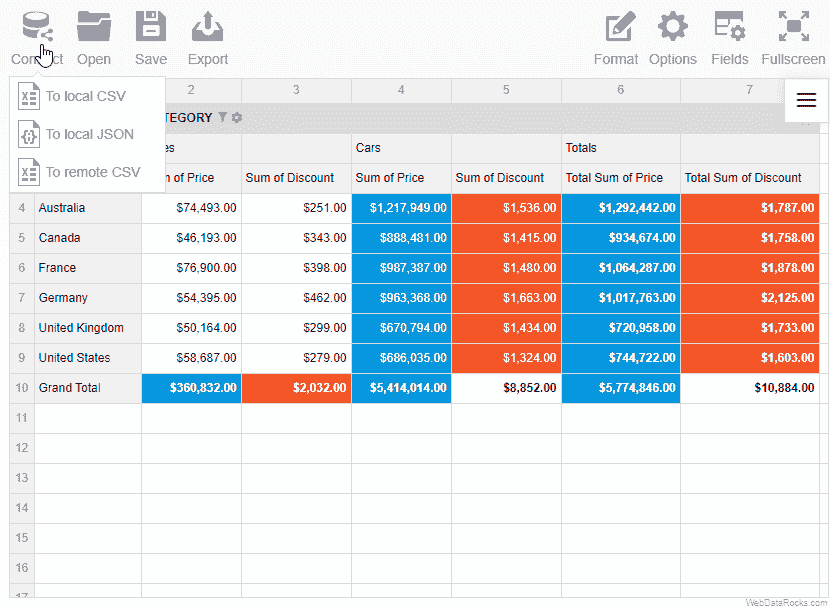 Open Save Export Format Options Fields Fullscreen
To local CSV
To local JSON
To remote CSV
2 3 4 5 6 7
Cars Totals
Sum of Discount Sum of Price Sum of Discount Total Sum of Price Total Sum of Discount
4 Australia $74,493.00 $251.00 $1,217,949.00 $1,536.00 $1,292,442.00 $1,787.00
5 Canada $46,193.00 $343.00 $888,481.00 $1,415.00 $934,674.00 $1,758.00
6 France $76,900.00 $398.00 $987,387.00 $1,480.00 $1,064,287.00 $1,878.00
7 Germany $54,395.00 $462.00 $963,368.00 $1,663.00 $1,017,763.00 $2,125.00
8 United Kingdom $50,164.00 $299.00 $670,794.00 $1,434.00 $720,958.00 $1,733.00
9 United States $58,687.00 $279.00 $686,035.00 $1,324.00 $744,722.00 $1,603.00
10 Grand Total $360,832.00 $2,032.00 $5,414,014.00 $8,852.00 $5,774,846.00 $10,884.00
11
12
13
14
15
16
17
WebDataRocks.com